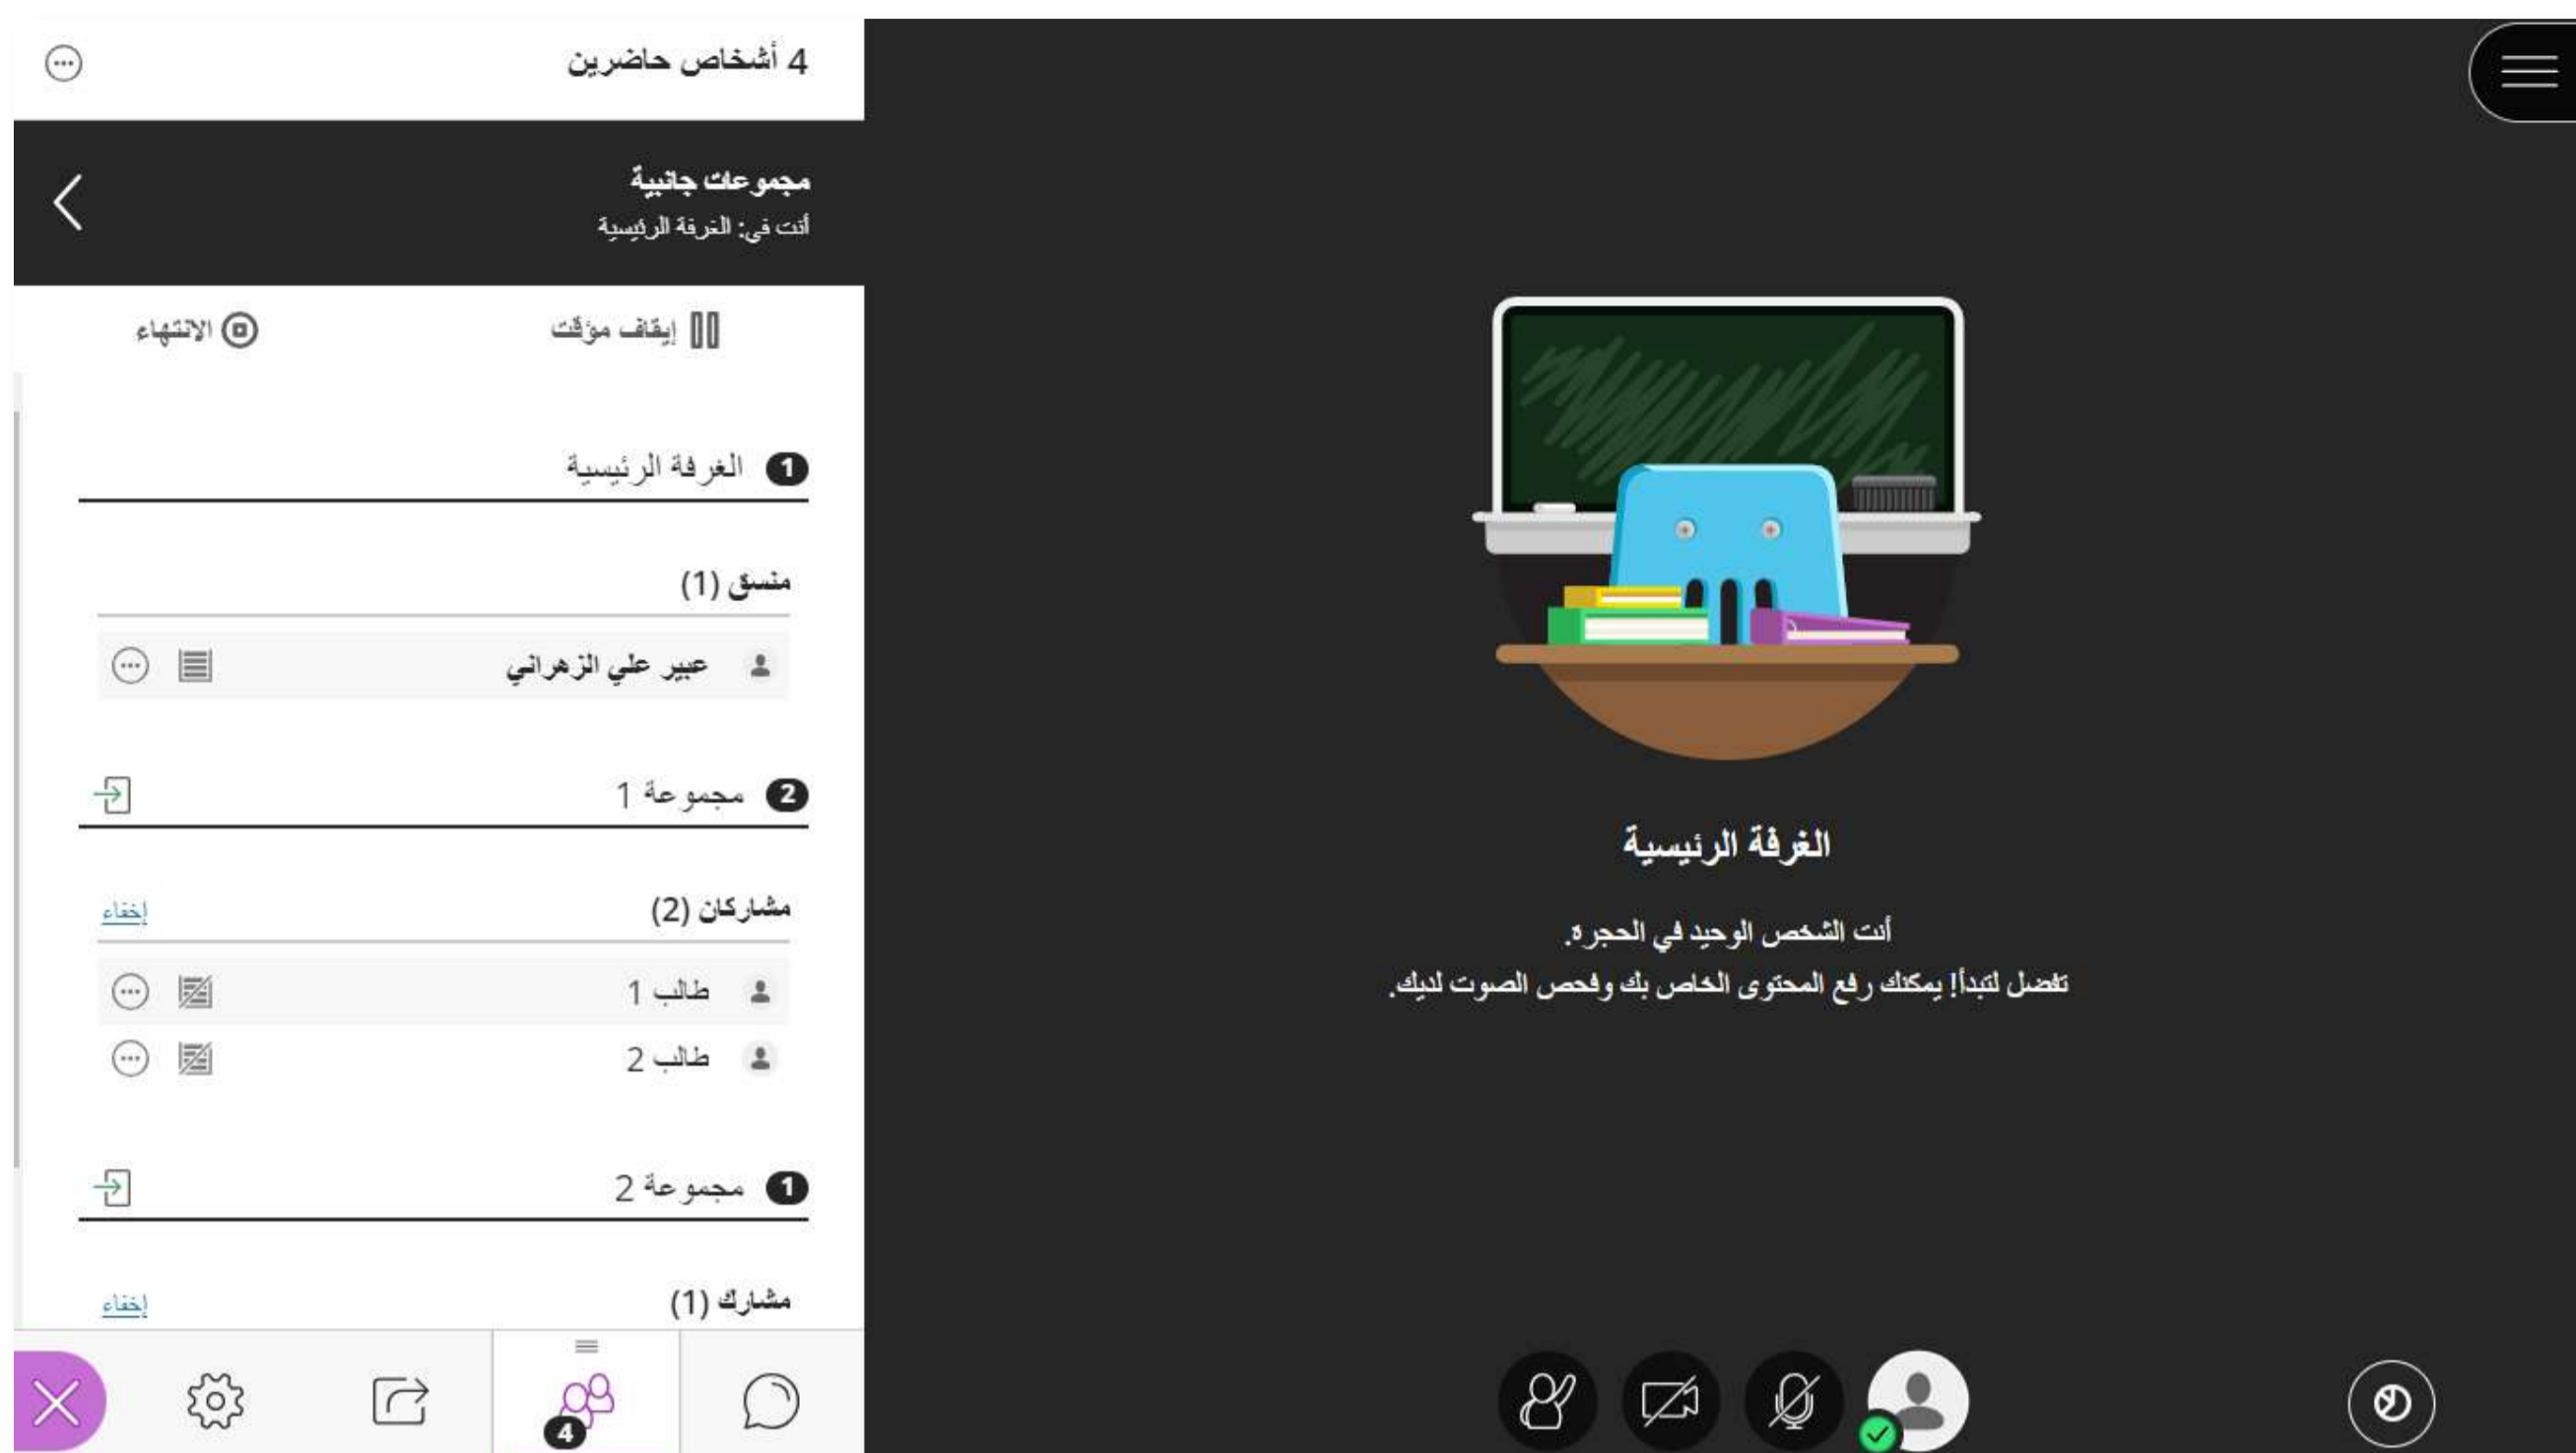 4 أشخاص حاضرين
مجموعات جانبية
أنت في: الغرفة الرئيسية
إيقاف مؤقت
الانتهاء
1 الغرفة الرئيسية
منسق (1)
عبير علي الزهراني
2 مجموعة 1
مشاركان (2) إخفاء
طالب 1
طالب 2
1 مجموعة 2
مشارك (1) إخفاء
4
الغرفة الرئيسية
أنت الشخص الوحيد في الحجره.
تفضل لتبدأ! يمكنك رفع المحتوى الخاص بك وفحص الصوت لديك.